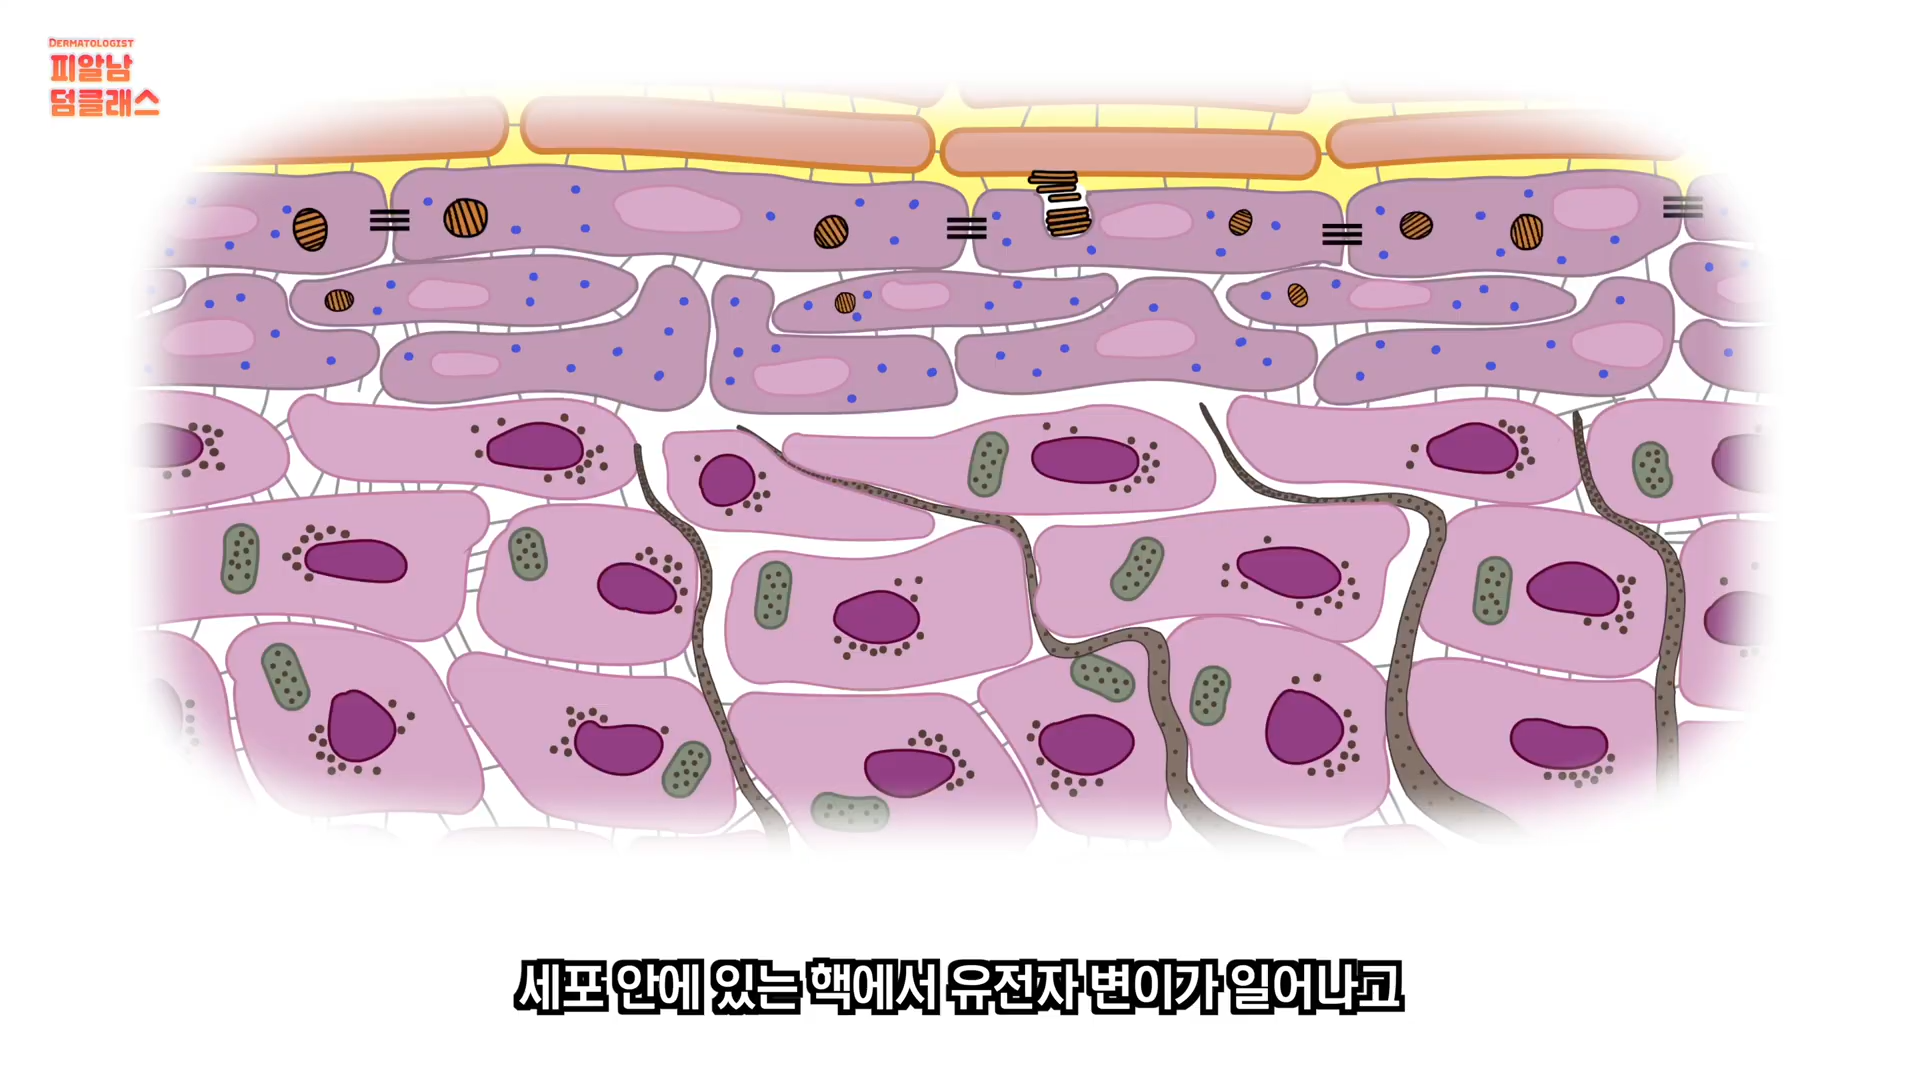 DERMATOLOGIST
피알남
덤클래스
세포 안에 있는 핵에서 유전자 변이가 일어나고